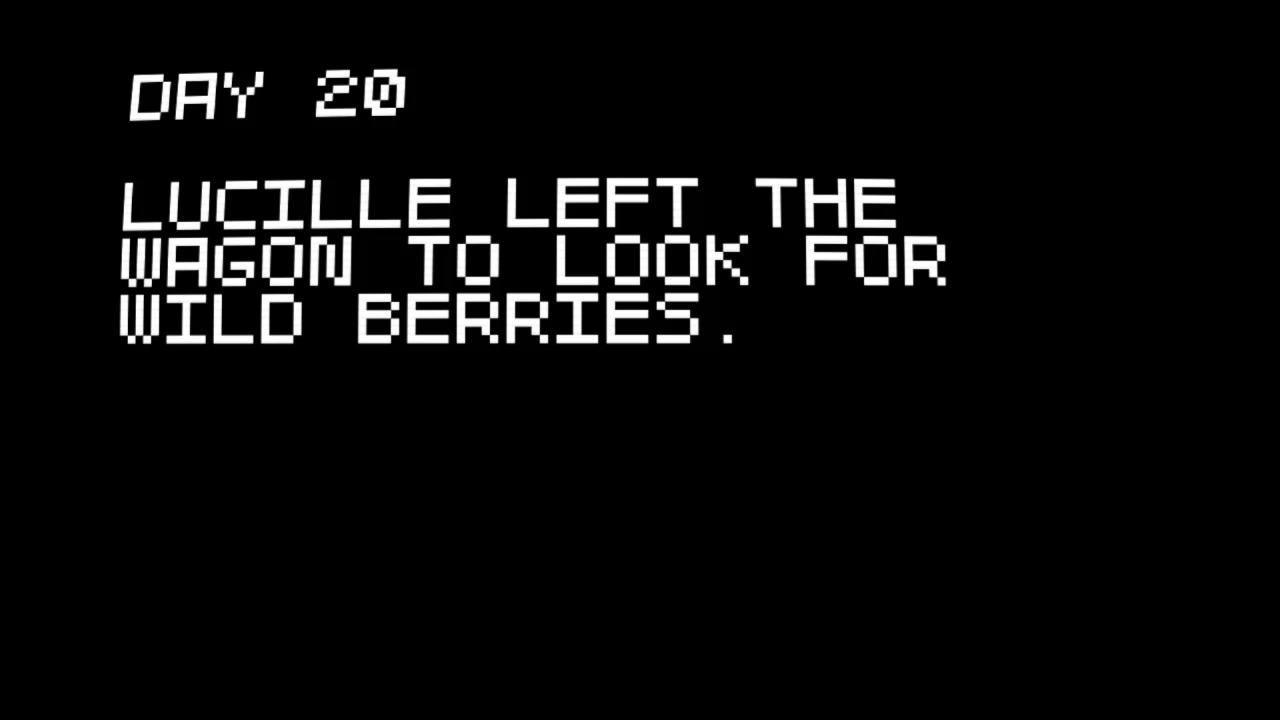 DAY 20
LUCILLE LEFT THE
WAGON TO LOOK FOR
WILD BERRIES.